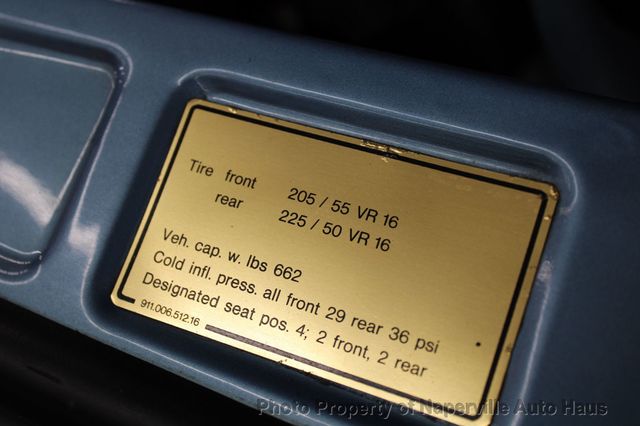 Tire front 205 / 55 VR 16
rear 225 / 50 VR 16
Veh. cap. w. lbs 662
Cold infl. press. all front 29 rear 36 psi
Designated seat pos. 4; 2 front, 2 rear
911.006.512.16
Photo Property of Naperville Auto Haus